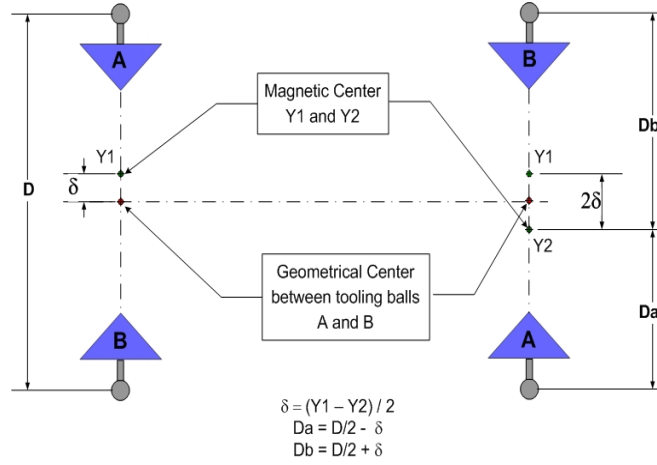 A
B
Magnetic Center
Y1 and Y2
Db
Y1
Y1
δ
D
2δ
Y2
Geometrical Center
between tooling balls
A and B
Da
B
A
δ = (Y1 – Y2) / 2
Da = D/2 - δ
Db = D/2 + δ